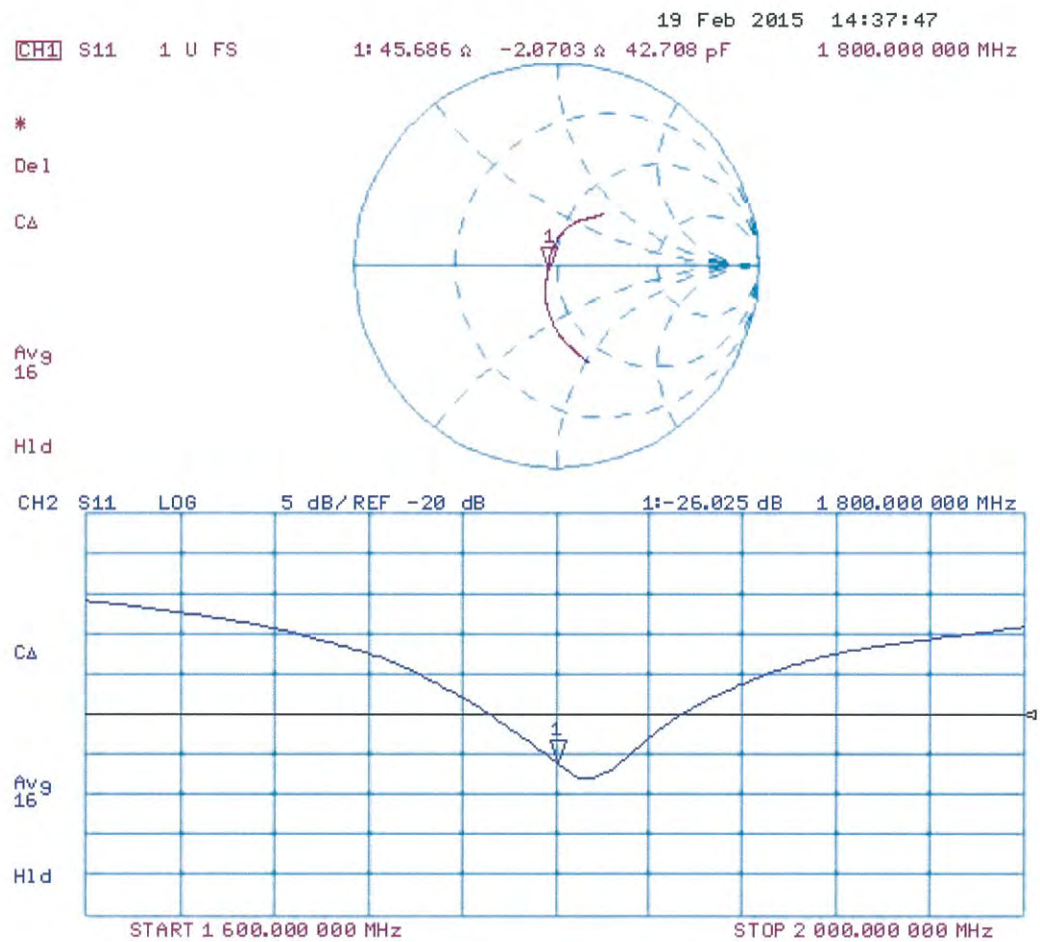 19 Feb 2015 14:37:47
CH1 S11 1 U FS 1: 45.686 Ω -2.0703 Ω 42.708 pF 1 800.000 000 MHz
*
Del
CΔ
1
Avg
16
Hld
CH2 S11 LOG 5 dB/REF -20 dB 1:-26.025 dB 1 800.000 000 MHz
CΔ
1
Avg
16
Hld
START 1 600.000 000 MHz STOP 2 000.000 000 MHz